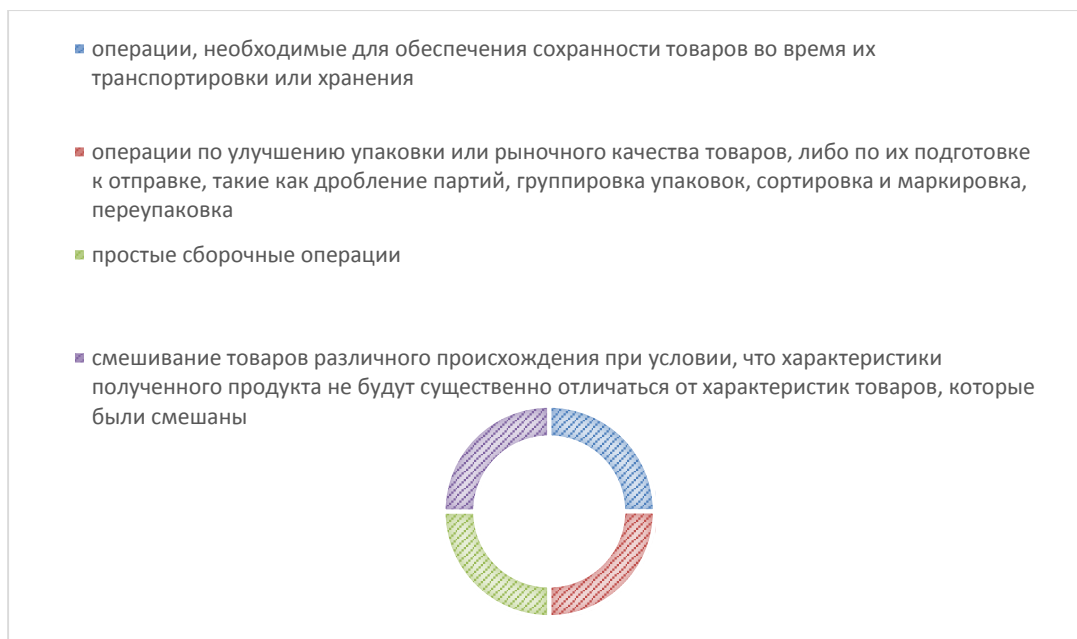 операции, необходимые для обеспечения сохранности товаров во время их
транспортировки или хранения
операции по улучшению упаковки или рыночного качества товаров, либо по их подготовке
к отправке, такие как дробление партий, группировка упаковок, сортировка и маркировка,
переупаковка
простые сборочные операции
смешивание товаров различного происхождения при условии, что характеристики
полученного продукта не будут существенно отличаться от характеристик товаров, которые
были смешаны